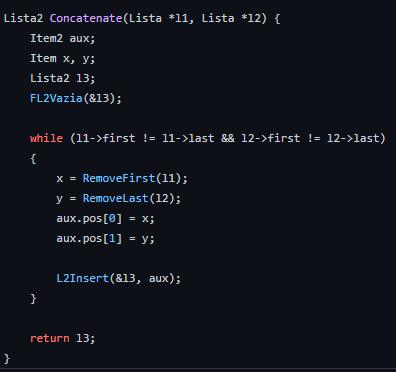 Lista2 Concatenate(Lista *l1, Lista *l2) {
    Item2 aux;
    Item x, y;
    Lista2 l3;
    FL2Vazia(&l3);

    while (l1->first != l1->last && l2->first != l2->last)
    {
        x = RemoveFirst(l1);
        y = RemoveLast(l2);
        aux.pos[0] = x;
        aux.pos[1] = y;

        L2Insert(&l3, aux);
    }

    return l3;
}